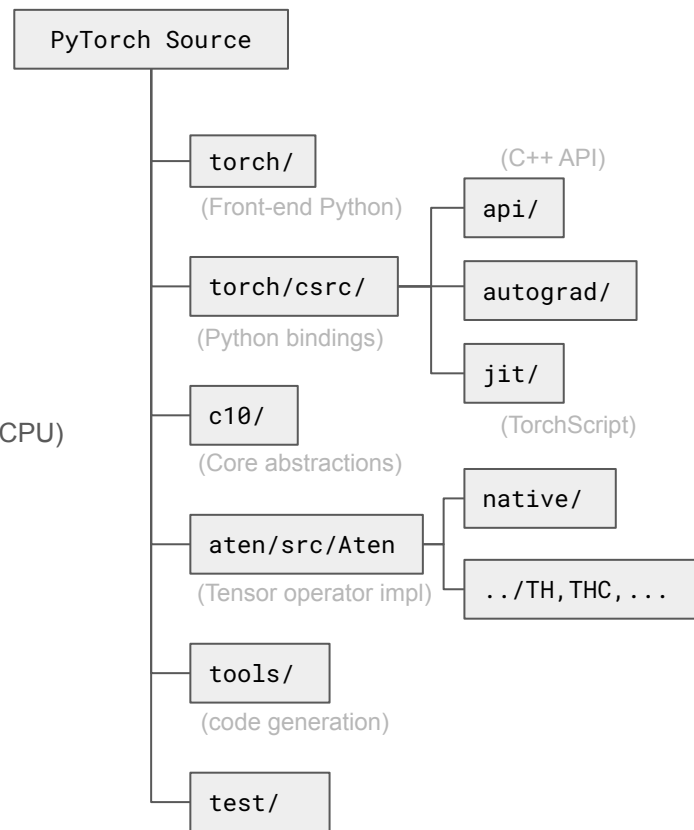 PyTorch Source
torch/
(Front-end Python)
(C++ API)
api/
torch/csrc/
(Python bindings)
autograd/
jit/
(TorchScript)
CPU)
c10/
(Core abstractions)
aten/src/Aten
(Tensor operator impl)
native/
../TH,THC,...
tools/
(code generation)
test/